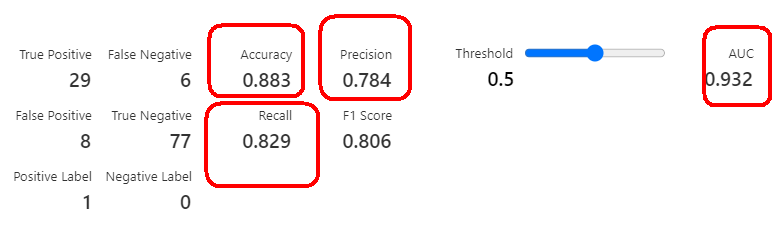 True Positive False Negative Accuracy Precision Threshold AUC
29 6 0.883 0.784 0.5 0.932
False Positive True Negative Recall F1 Score
8 77 0.829 0.806
Positive Label Negative Label
1 0